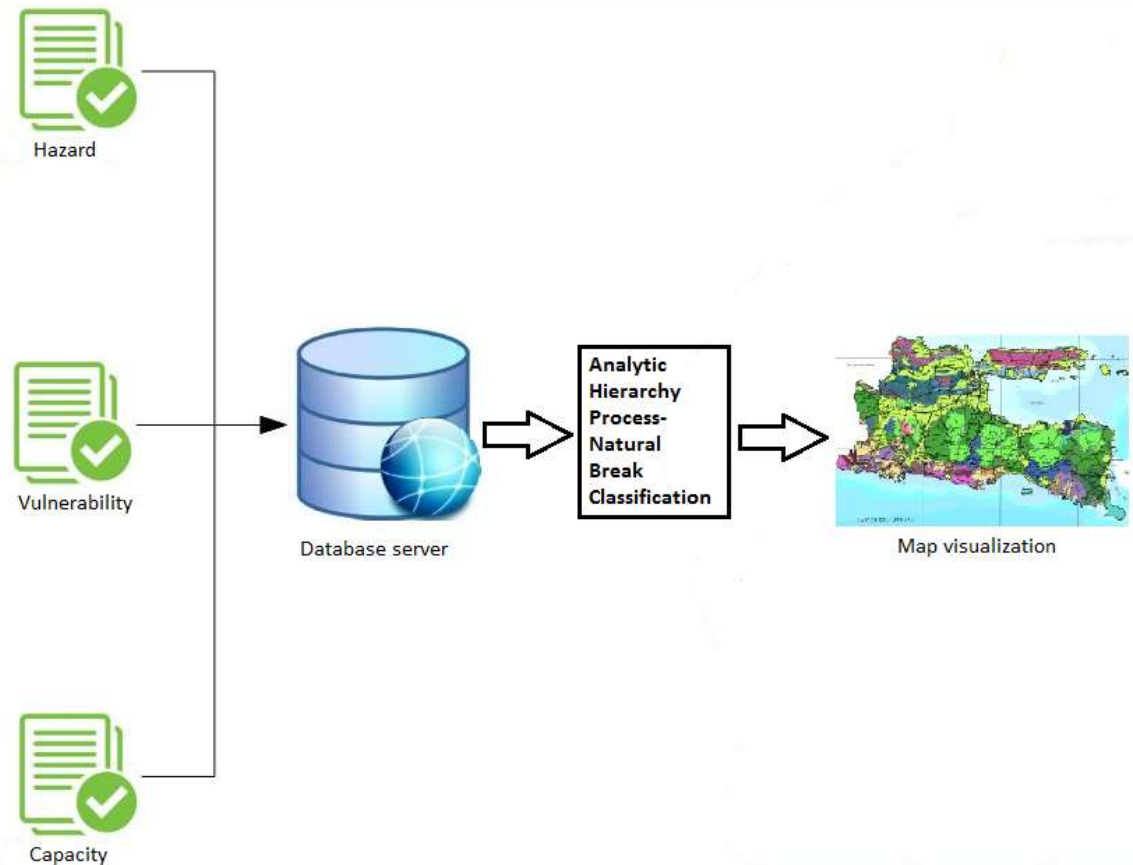 Hazard
Vulnerability
Capacity
Database server
Analytic
Hierarchy
Process-
Natural
Break
Classification
Map visualization